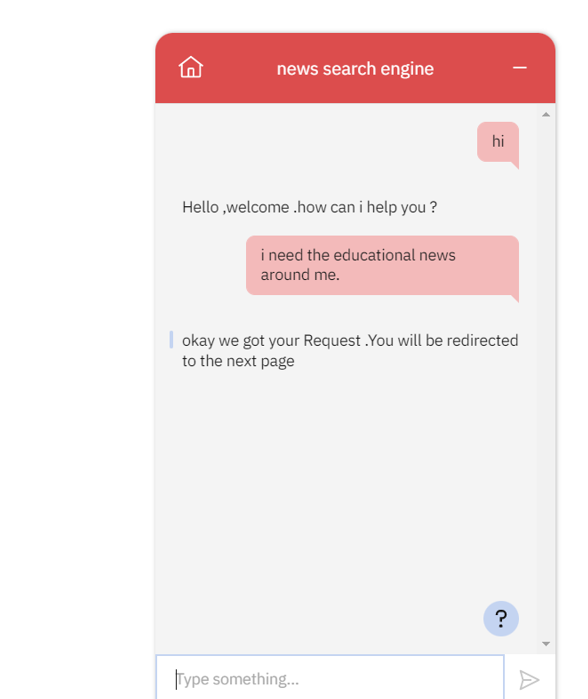 news search engine
hi
Hello ,welcome .how can i help you ?
i need the educational news
around me.
okay we got your Request .You will be redirected
to the next page
?
Type something...